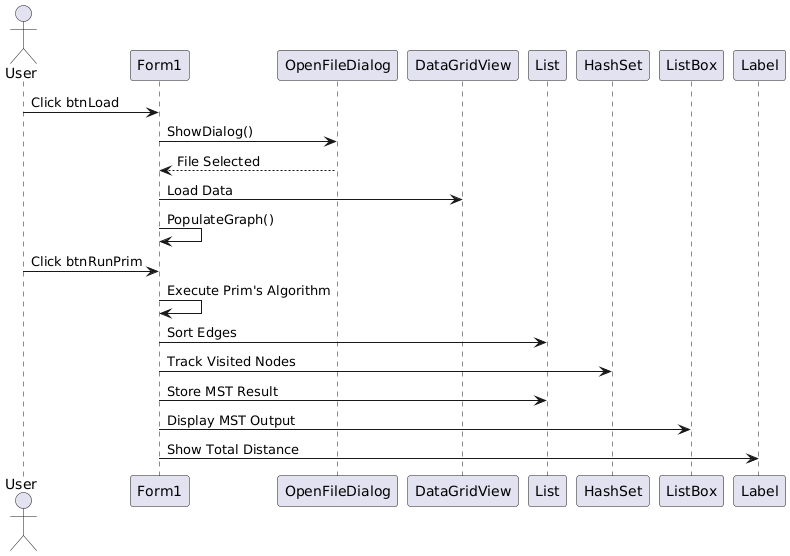 User
Form1
OpenFileDialog
DataGridView
List
HashSet
ListBox
Label
Click btnLoad
ShowDialog()
File Selected
Load Data
PopulateGraph()
Click btnRunPrim
Execute Prim's Algorithm
Sort Edges
Track Visited Nodes
Store MST Result
Display MST Output
Show Total Distance
User
Form1
OpenFileDialog
DataGridView
List
HashSet
ListBox
Label